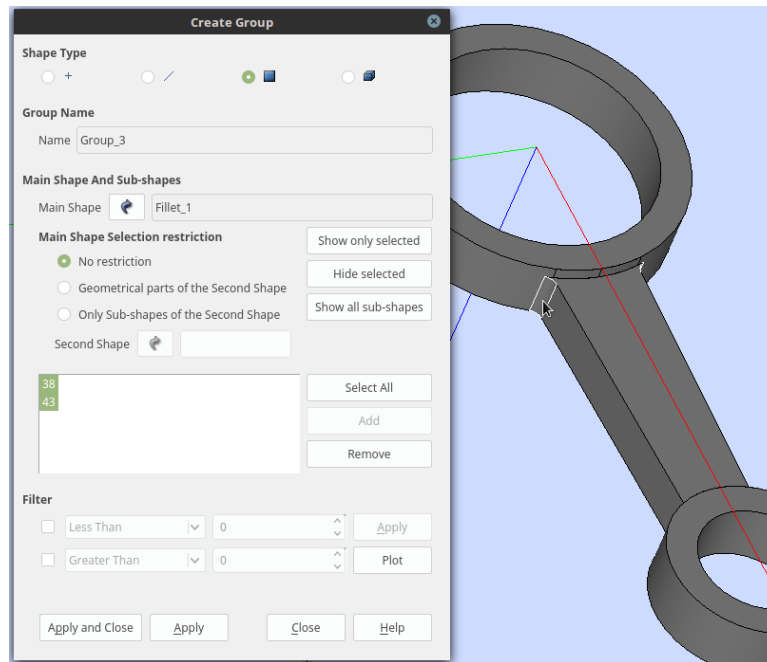 Create Group
Shape Type
Group Name
Name Group_3
Main Shape And Sub-shapes
Main Shape Fillet_1
Main Shape Selection restriction
Show only selected
No restriction
Hide selected
Geometrical parts of the Second Shape
Show all sub-shapes
Only Sub-shapes of the Second Shape
Second Shape
38
43
Select All
Add
Remove
Filter
Less Than 0 Apply
Greater Than 0 Plot
Apply and Close Apply Close Help